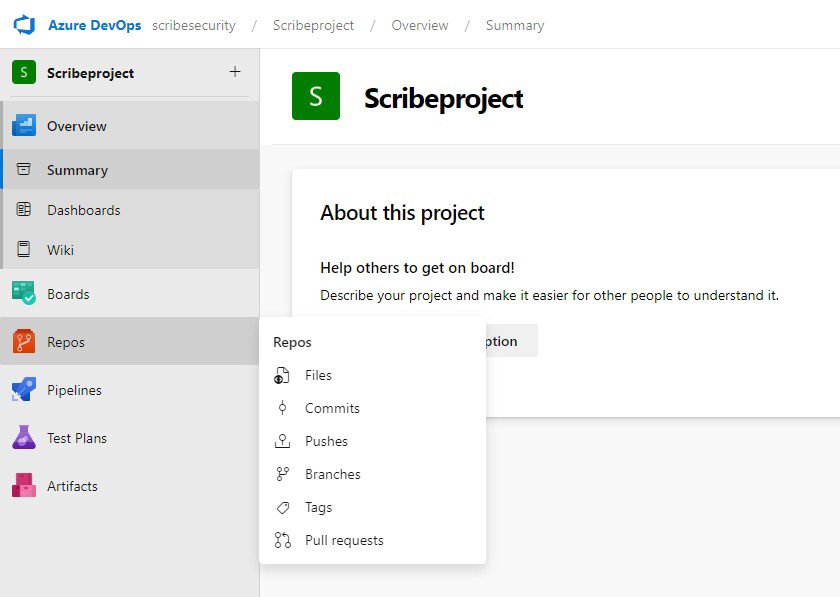 Azure DevOps scribesecurity / Scribeproject / Overview / Summary
S Scribeproject +
Overview
Summary
Dashboards
Wiki
Boards
Repos
Pipelines
Test Plans
Artifacts
S Scribeproject
About this project
Help others to get on board!
Describe your project and make it easier for other people to understand it.
ption
Repos
Files
Commits
Pushes
Branches
Tags
Pull requests